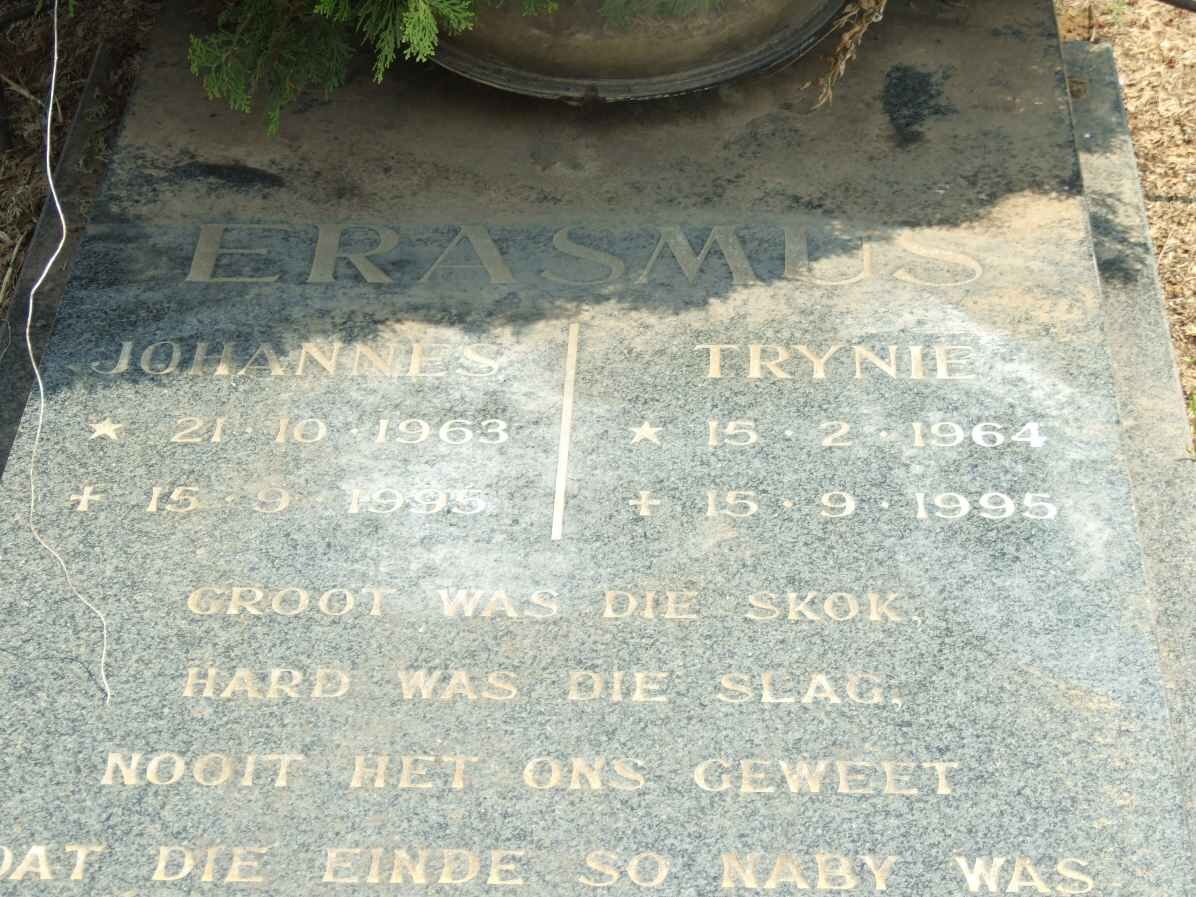 ERASMUS
JOHANNES
★ 21·10·1963
+ 15·9·1995
TRYNIE
★ 15·2·1964
+ 15·9·1995
GROOT WAS DIE SKOK,
HARD WAS DIE SLAG,
NOOIT HET ONS GEWEET
DAT DIE EINDE SO NABY WAS